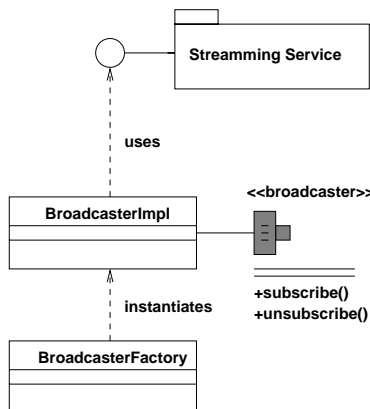 Streamming Service
uses
<<broadcaster>>
BroadcasterImpl
+subscribe()
+unsubscribe()
instantiates
BroadcasterFactory